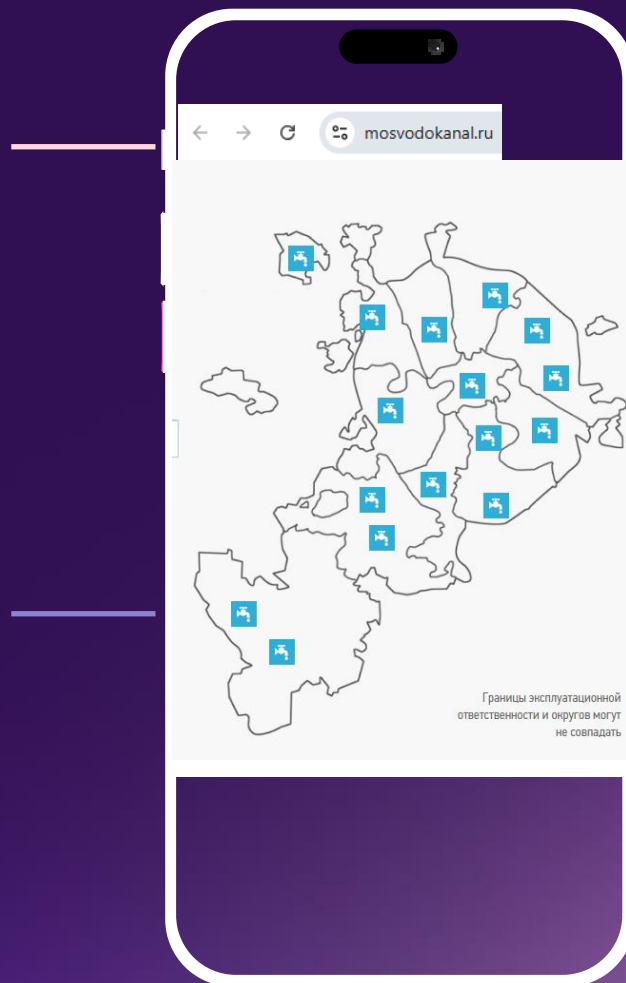 mosvodokanal.ru
Границы эксплуатационной
ответственности и округов могут
не совпадать